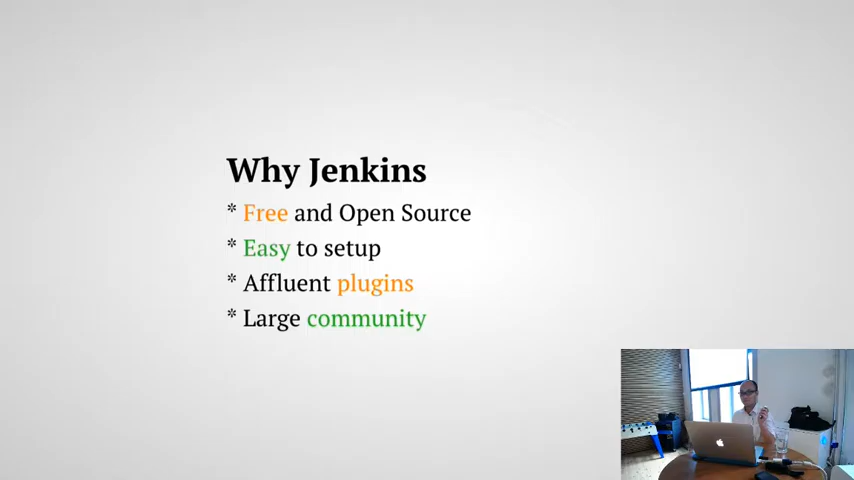 Why Jenkins
* Free and Open Source
* Easy to setup
* Affluent plugins
* Large community